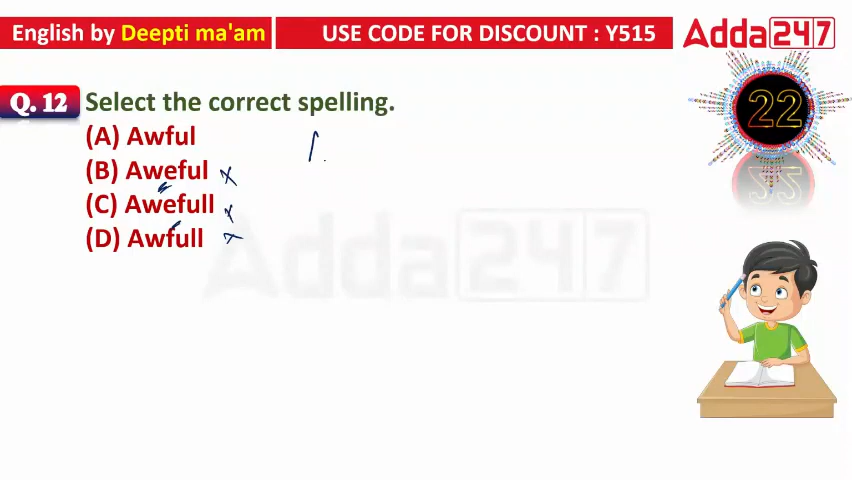 English by Deepti ma'am
USE CODE FOR DISCOUNT : Y515
Adda247
Q. 12 Select the correct spelling.
(A) Awful
(B) Aweful
(C) Awefull
(D) Awfull
22
Adda247